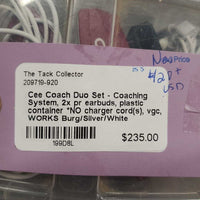 New Price
The Tack Collector
209719-920
Cee Coach Duo Set - Coaching
System, 2x pr earbuds, plastic
container *NO charger cord(s), vgc,
WORKS Burg/Silver/White
199D8L
$235.00
USD